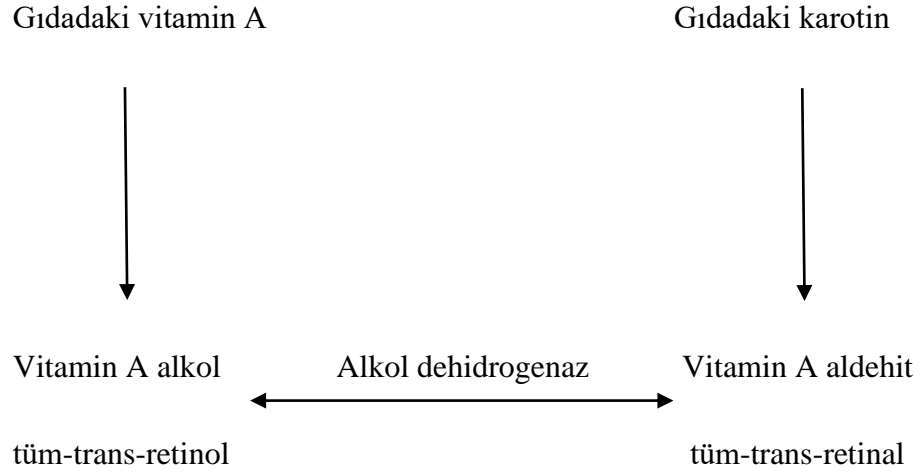 Gıdadaki vitamin A Gıdadaki karotin
Vitamin A alkol Alkol dehidrogenaz Vitamin A aldehit
tüm-trans-retinol tüm-trans-retinal